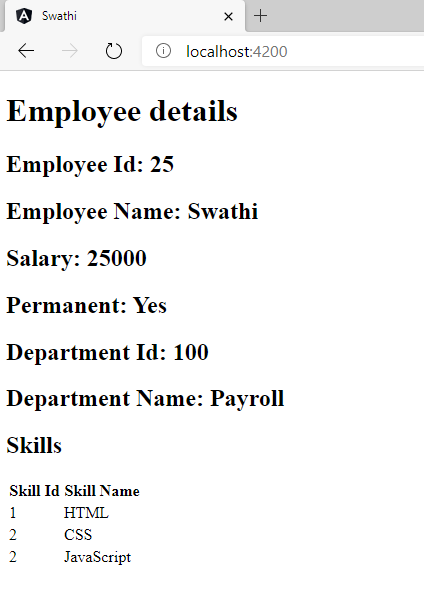 Swathi
localhost:4200
Employee details
Employee Id: 25
Employee Name: Swathi
Salary: 25000
Permanent: Yes
Department Id: 100
Department Name: Payroll
Skills
Skill Id Skill Name
1 HTML
2 CSS
2 JavaScript